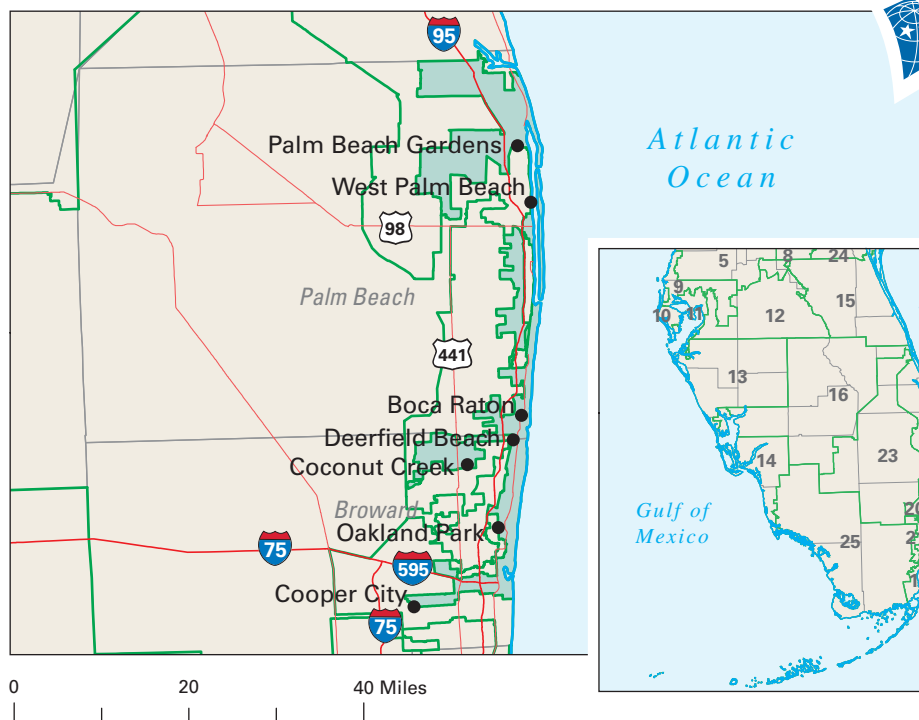 95
Atlantic
Ocean
Palm Beach Gardens
West Palm Beach
98
Palm Beach
441
Boca Raton
Deerfield Beach
Coconut Creek
Broward
Oakland Park
75
595
Cooper City
75
0 20 40 Miles
5 8 24
9
10 11 12 15
13
16
14 23
Gulf of
Mexico
20
25